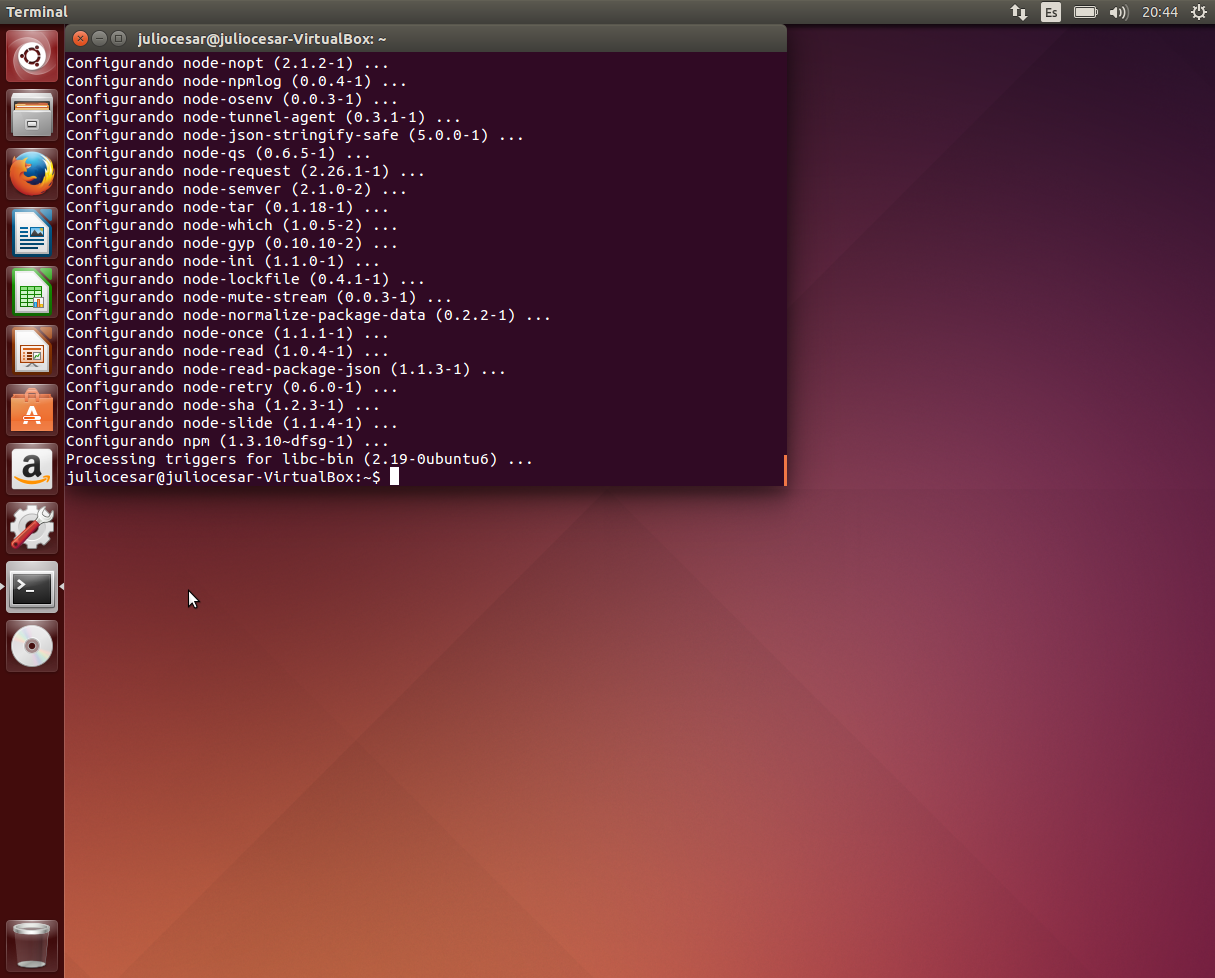 Terminal
Es
20:44
juliocesar@juliocesar-VirtualBox: ~
Configurando node-nopt (2.1.2-1) ...
Configurando node-npmlog (0.0.4-1) ...
Configurando node-osenv (0.0.3-1) ...
Configurando node-tunnel-agent (0.3.1-1) ...
Configurando node-json-stringify-safe (5.0.0-1) ...
Configurando node-qs (0.6.5-1) ...
Configurando node-request (2.26.1-1) ...
Configurando node-semver (2.1.0-2) ...
Configurando node-tar (0.1.18-1) ...
Configurando node-which (1.0.5-2) ...
Configurando node-gyp (0.10.10-2) ...
Configurando node-ini (1.1.0-1) ...
Configurando node-lockfile (0.4.1-1) ...
Configurando node-mute-stream (0.0.3-1) ...
Configurando node-normalize-package-data (0.2.2-1) ...
Configurando node-once (1.1.1-1) ...
Configurando node-read (1.0.4-1) ...
Configurando node-read-package-json (1.1.3-1) ...
Configurando node-retry (0.6.0-1) ...
Configurando node-sha (1.2.3-1) ...
Configurando node-slide (1.1.4-1) ...
Configurando npm (1.3.10~dfsg-1) ...
Processing triggers for libc-bin (2.19-0ubuntu6) ...
juliocesar@juliocesar-VirtualBox:~$